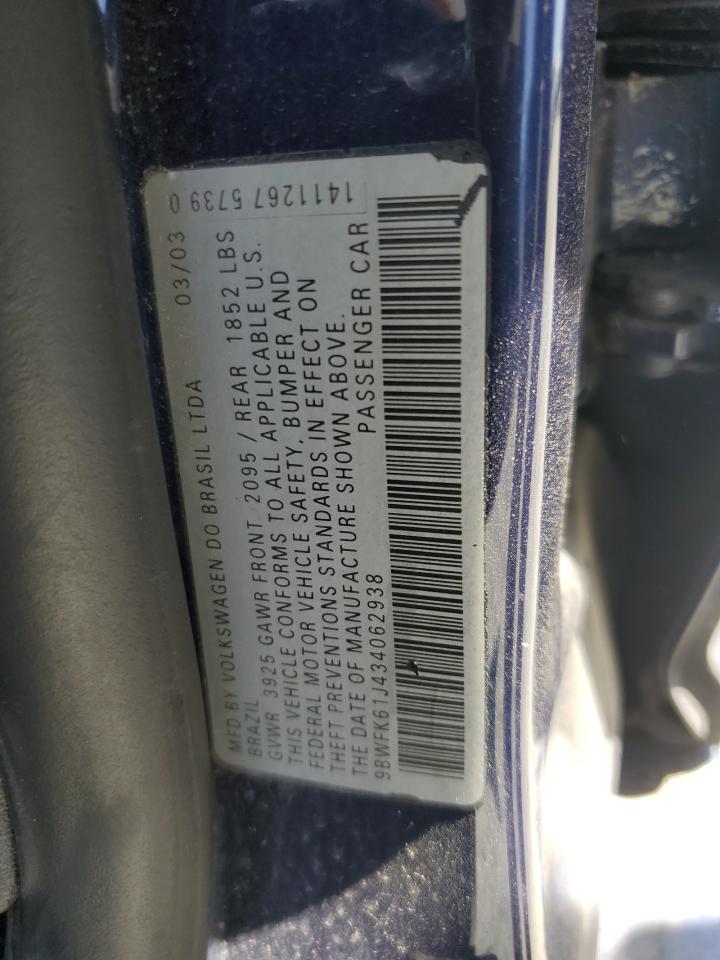 MFD BY VOLKSWAGEN DO BRASIL LTDA 03/03
BRAZIL
GVWR 3925 GAWR FRONT 2095 / REAR 1852 LBS
THIS VEHICLE CONFORMS TO ALL APPLICABLE U.S.
FEDERAL MOTOR VEHICLE SAFETY, BUMPER AND
THEFT PREVENTIONS STANDARDS IN EFFECT ON
THE DATE OF MANUFACTURE SHOWN ABOVE.
9BWFK61J434062938 PASSENGER CAR
1411267 5739 0